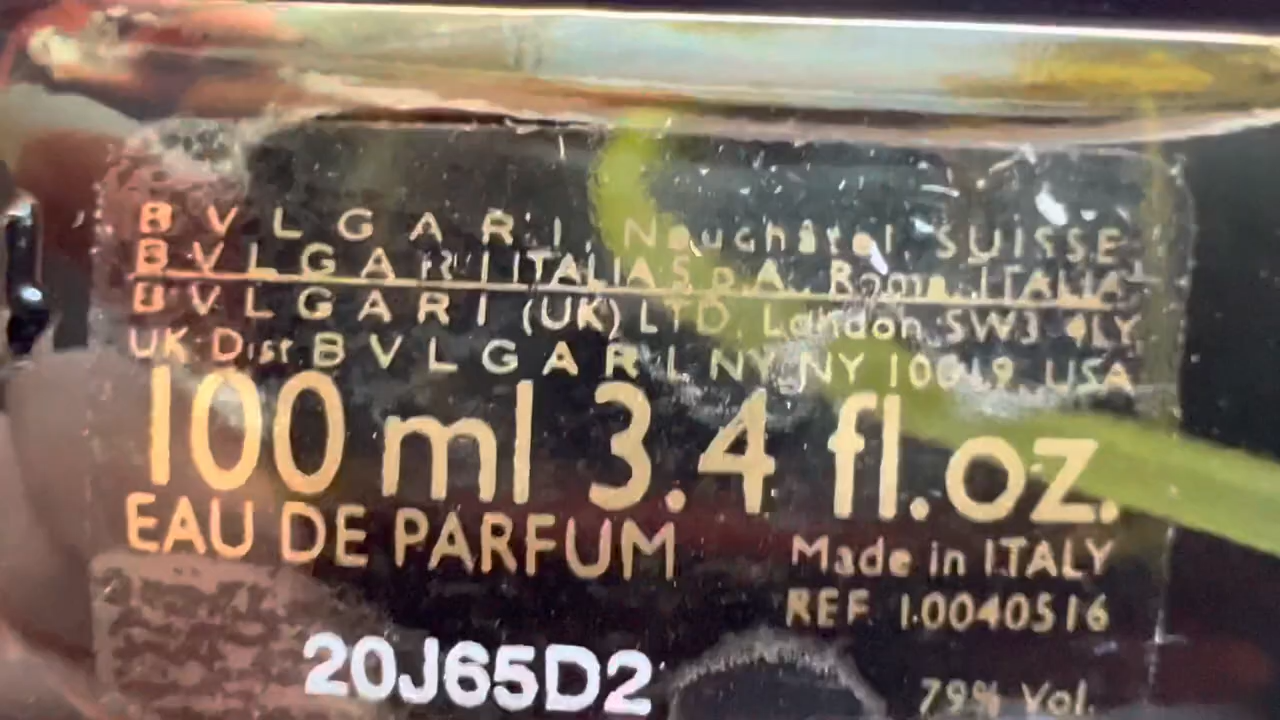 BVLGARI, Neuchâtel, SUISSE
BVLGARI ITALIA S.p.A. Roma, ITALIA
BVLGARI (UK) LTD, London SW3 4LY
UK Dist BVLGARI NY, NY 10019 USA
100 ml 3.4 fl.oz.
EAU DE PARFUM
Made in ITALY
REF 1.0040516
20J65D2
79% Vol.